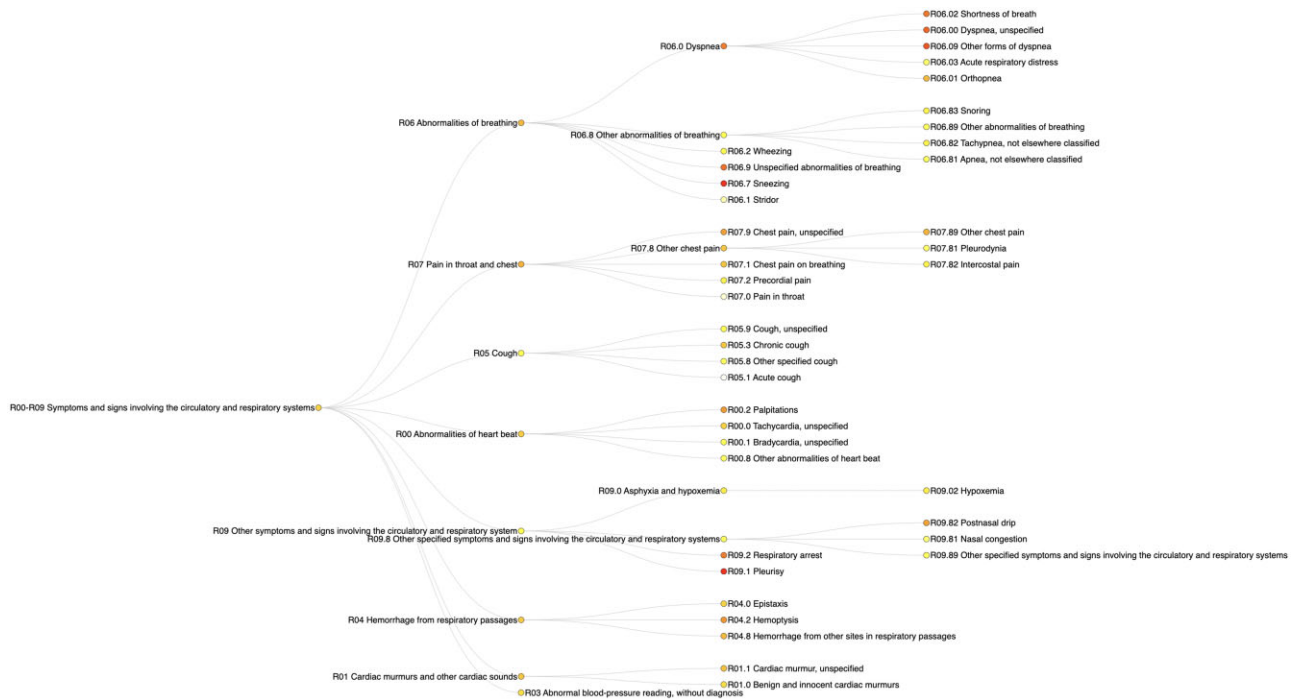 R06.02 Shortness of breath
R06.00 Dyspnea, unspecified
R06.0 Dyspnea
R06.09 Other forms of dyspnea
R06.03 Acute respiratory distress
R06.01 Orthopnea
R06.83 Snoring
R06 Abnormalities of breathing
R06.89 Other abnormalities of breathing
R06.8 Other abnormalities of breathing
R06.82 Tachypnea, not elsewhere classified
R06.2 Wheezing
R06.81 Apnea, not elsewhere classified
R06.9 Unspecified abnormalities of breathing
R06.7 Sneezing
R06.1 Stridor
R07.9 Chest pain, unspecified
R07.89 Other chest pain
R07.8 Other chest pain
R07.81 Pleurodynia
R07 Pain in throat and chest
R07.1 Chest pain on breathing
R07.82 Intercostal pain
R07.2 Precordial pain
R07.0 Pain in throat
R05.9 Cough, unspecified
R05.3 Chronic cough
R05 Cough
R05.8 Other specified cough
R05.1 Acute cough
R00-R09 Symptoms and signs involving the circulatory and respiratory systems
R00.2 Palpitations
R00.0 Tachycardia, unspecified
R00 Abnormalities of heart beat
R00.1 Bradycardia, unspecified
R00.8 Other abnormalities of heart beat
R09.0 Asphyxia and hypoxemia
R09.02 Hypoxemia
R09.82 Postnasal drip
R09 Other symptoms and signs involving the circulatory and respiratory system
R09.8 Other specified symptoms and signs involving the circulatory and respiratory systems
R09.81 Nasal congestion
R09.2 Respiratory arrest
R09.89 Other specified symptoms and signs involving the circulatory and respiratory systems
R09.1 Pleurisy
R04.0 Epistaxis
R04 Hemorrhage from respiratory passages
R04.2 Hemoptysis
R04.8 Hemorrhage from other sites in respiratory passages
R01.1 Cardiac murmur, unspecified
R01 Cardiac murmurs and other cardiac sounds
R01.0 Benign and innocent cardiac murmurs
R03 Abnormal blood-pressure reading, without diagnosis